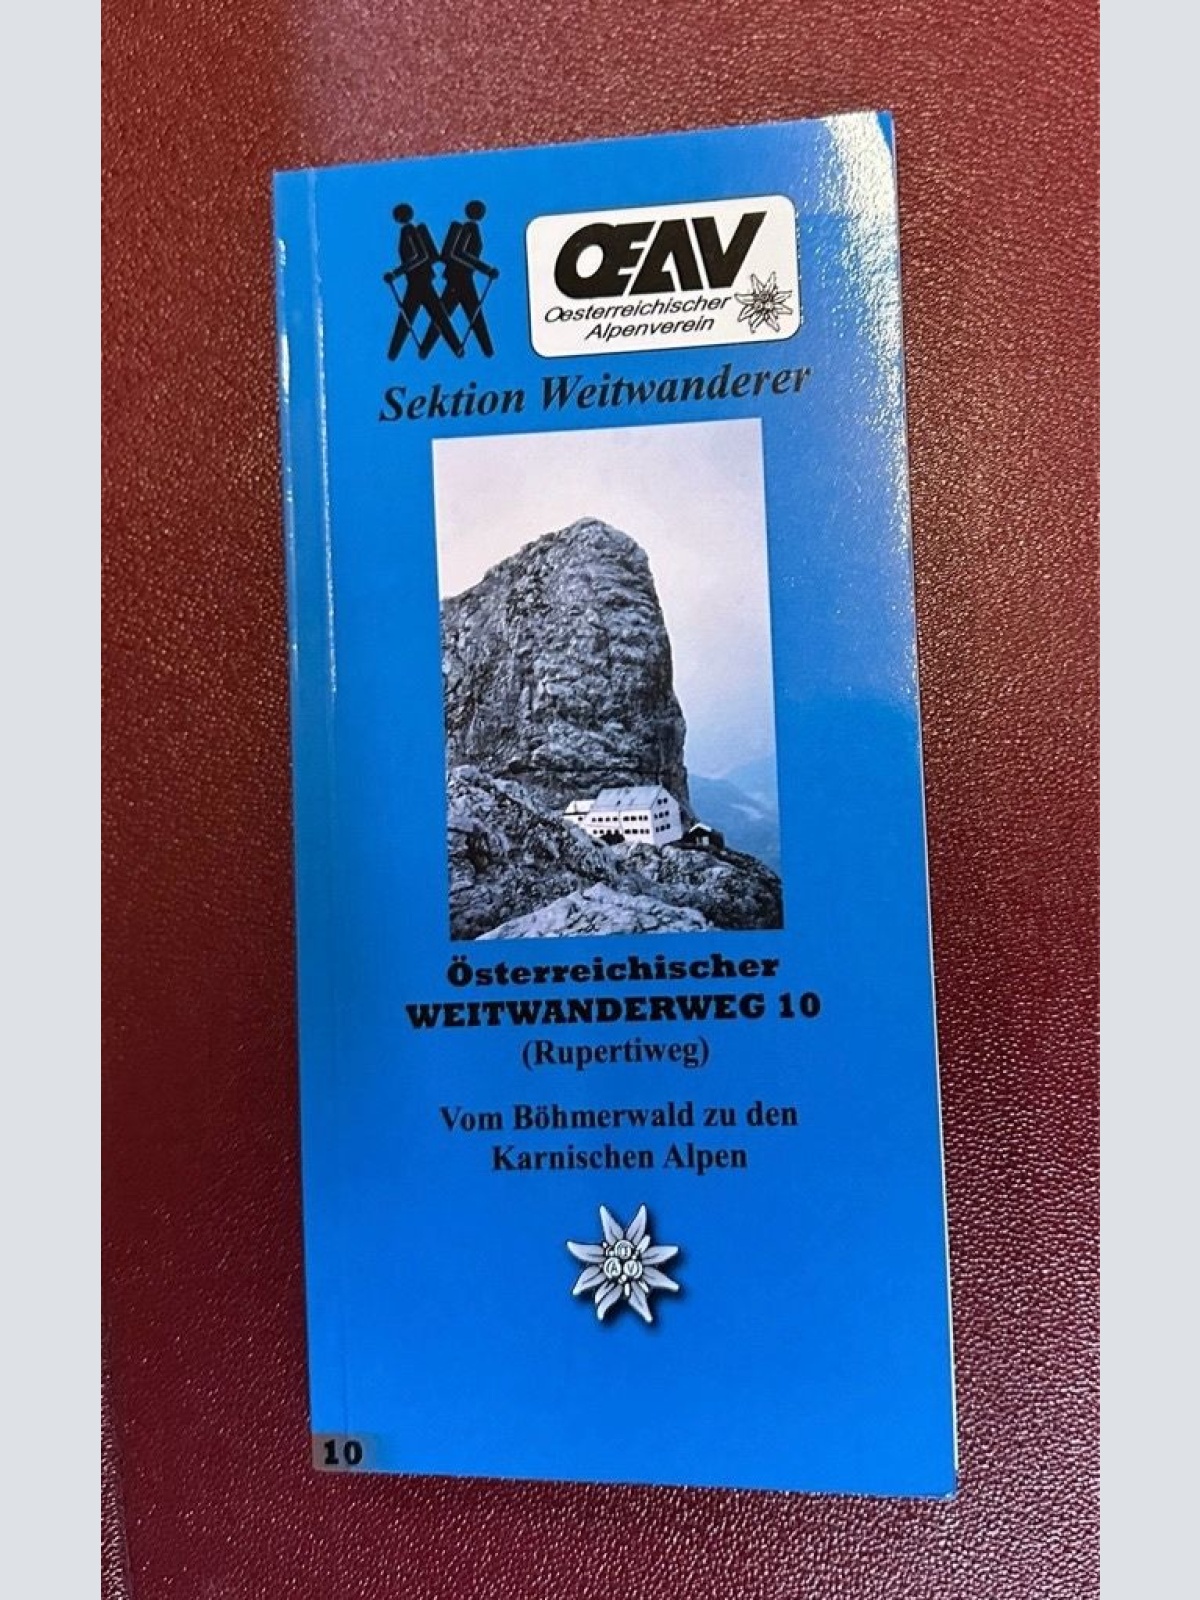 ŒAV
Oesterreichischer
Alpenverein
Sektion Weitwanderer
Österreichischer
WEITWANDERWEG 10
(Rupertiweg)
Vom Böhmerwald zu den
Karnischen Alpen
10